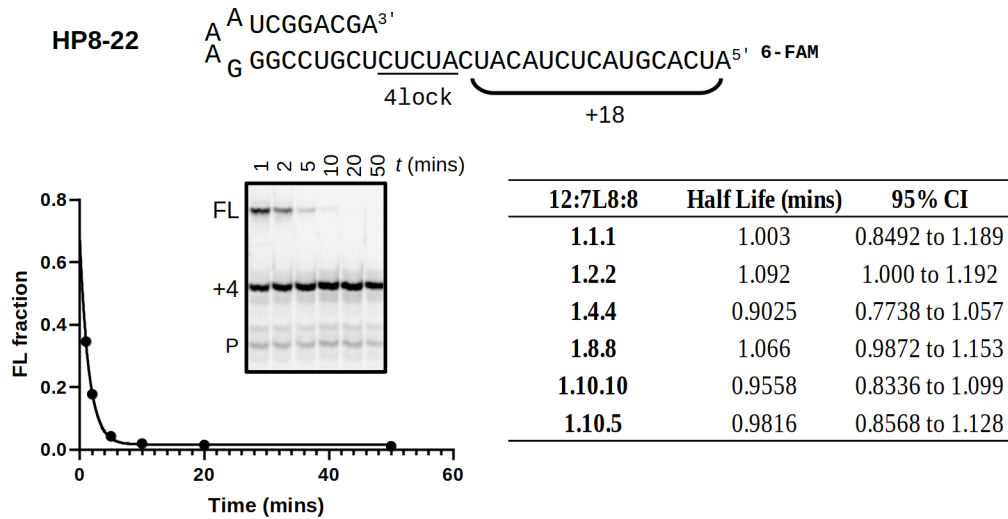 HP8-22
A A UCGGACGA3'
A G GGCCUGCUCUCUACUACAUCUCAUGCACUA5' 6-FAM
4lock
+18
1 2 5 10 20 50 t (mins)
FL
+4
P
FL fraction
0.8
0.6
0.4
0.2
0.0
0 20 40 60
Time (mins)
12:7L8:8 Half Life (mins) 95% CI
1.1.1 1.003 0.8492 to 1.189
1.2.2 1.092 1.000 to 1.192
1.4.4 0.9025 0.7738 to 1.057
1.8.8 1.066 0.9872 to 1.153
1.10.10 0.9558 0.8336 to 1.099
1.10.5 0.9816 0.8568 to 1.128